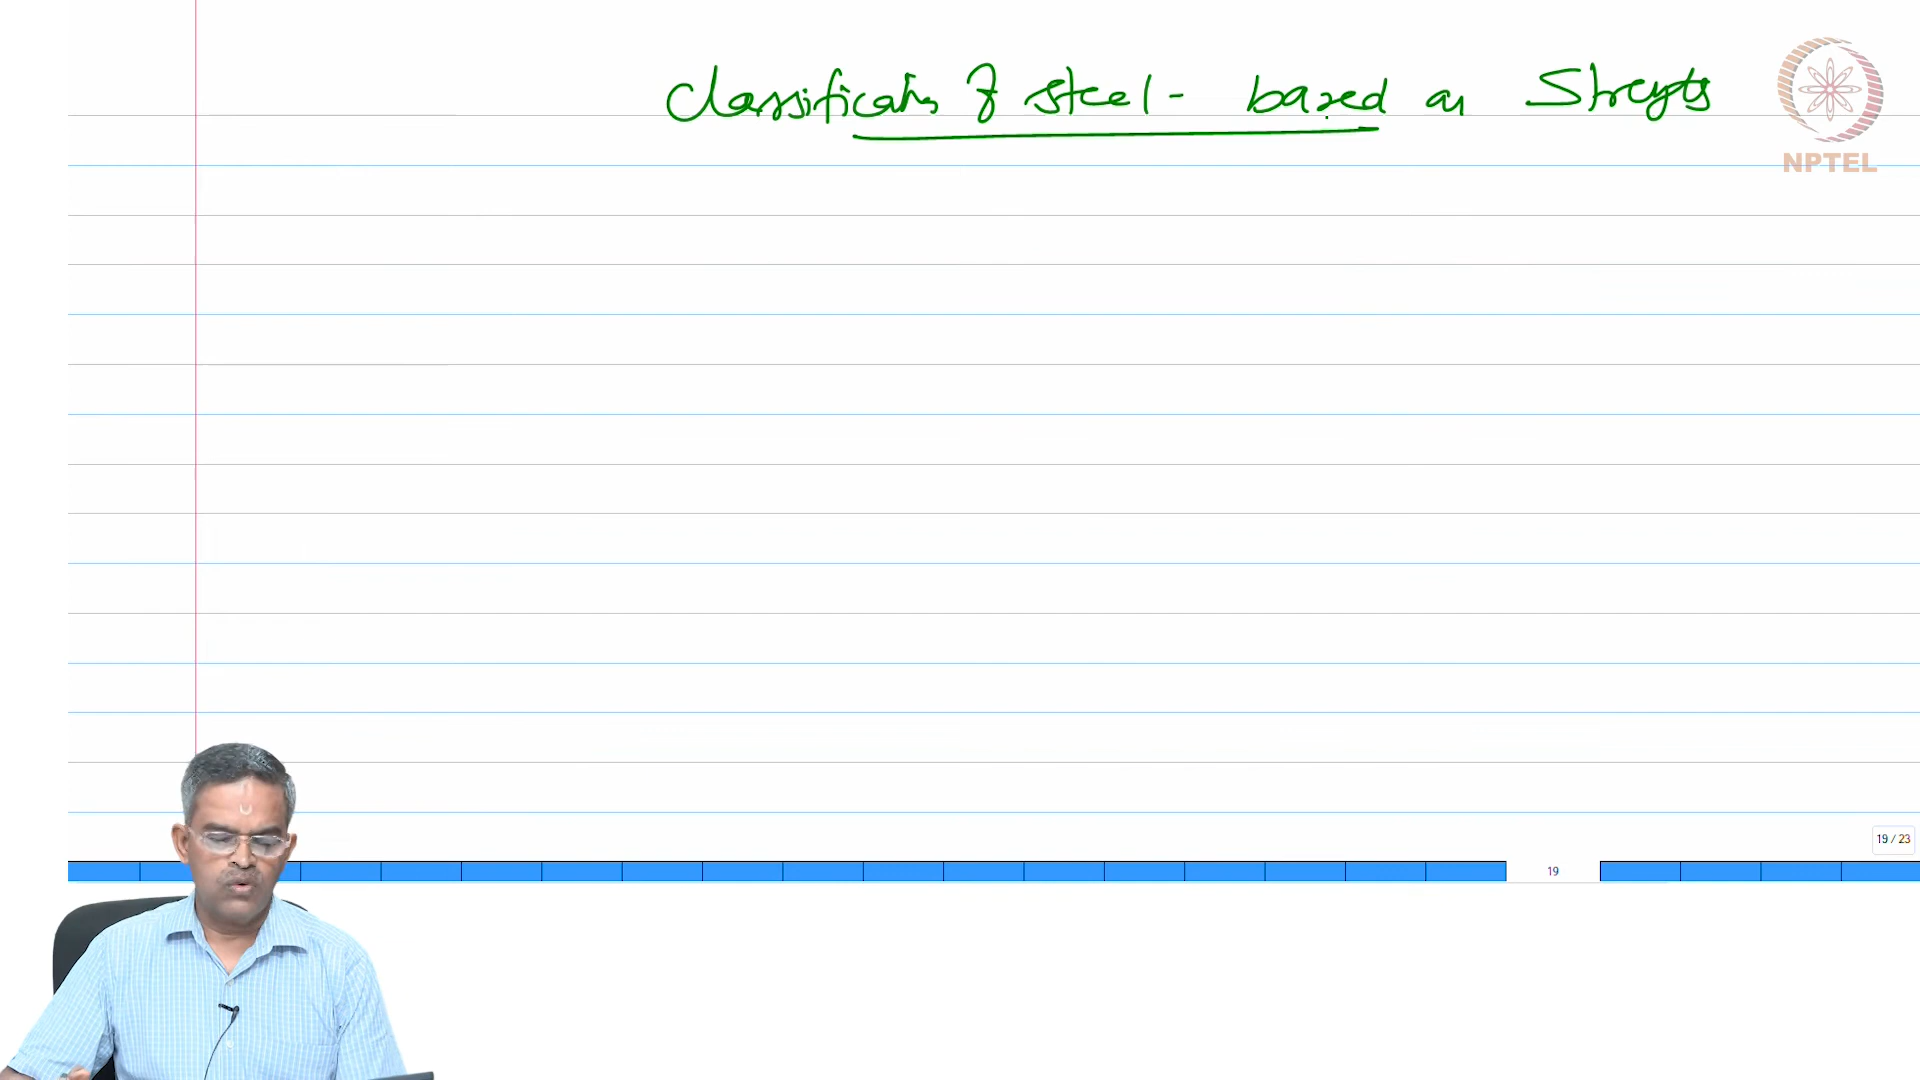 Classification of steel - based on Strength
NPTEL
19 / 23
19